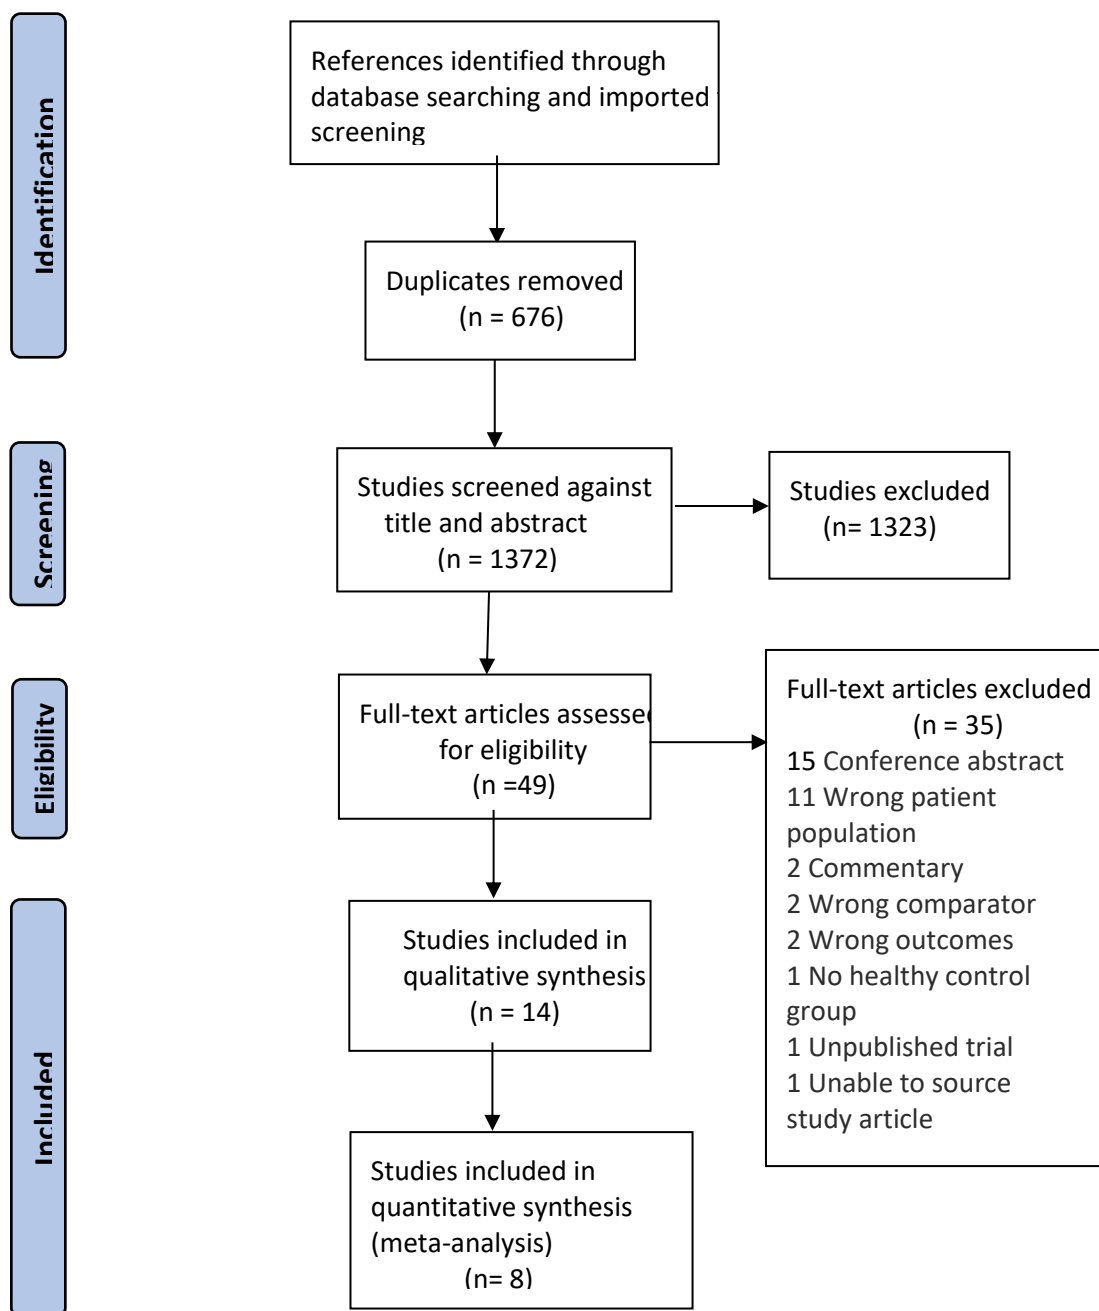 Identification
References identified through
database searching and imported
screening
Duplicates removed
(n = 676)
Screening
Studies screened against
title and abstract
(n = 1372)
Studies excluded
(n= 1323)
Eligibility
Full-text articles assessed
for eligibility
(n =49)
Full-text articles excluded
(n = 35)
15 Conference abstract
11 Wrong patient
population
2 Commentary
2 Wrong comparator
2 Wrong outcomes
1 No healthy control
group
1 Unpublished trial
1 Unable to source
study article
Included
Studies included in
qualitative synthesis
(n = 14)
Studies included in
quantitative synthesis
(meta-analysis)
(n= 8)